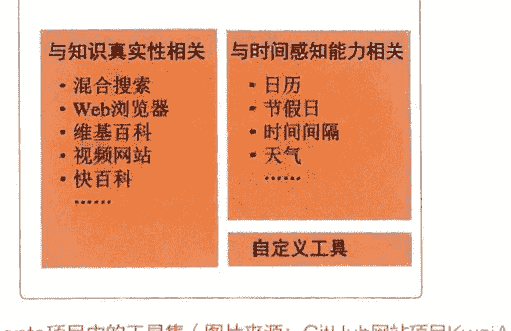 与知识真实性相关
• 混合搜索
• Web浏览器
• 维基百科
• 视频网站
• 快百科
……
与时间感知能力相关
• 日历
• 节假日
• 时间间隔
• 天气
……
自定义工具